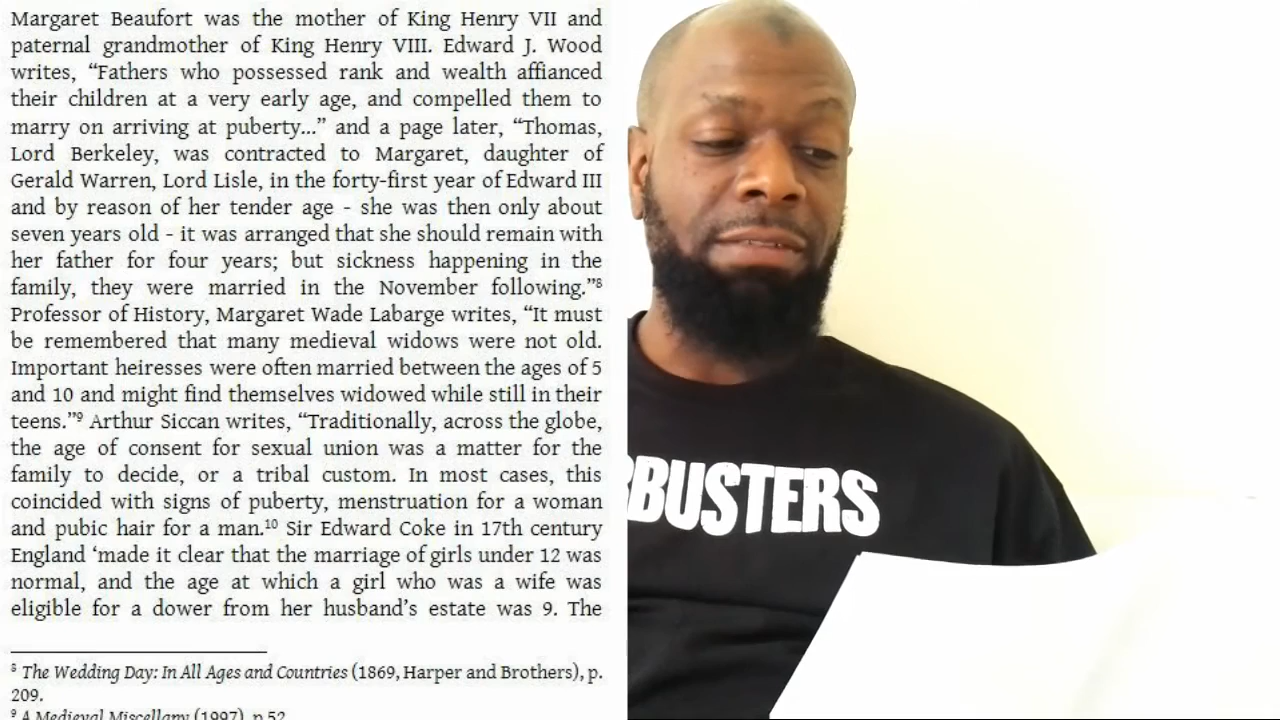 Margaret Beaufort was the mother of King Henry VII and
paternal grandmother of King Henry VIII. Edward J. Wood
writes, “Fathers who possessed rank and wealth affianced
their children at a very early age, and compelled them to
marry on arriving at puberty...” and a page later, “Thomas,
Lord Berkeley, was contracted to Margaret, daughter of
Gerald Warren, Lord Lisle, in the forty-first year of Edward III
and by reason of her tender age - she was then only about
seven years old - it was arranged that she should remain with
her father for four years; but sickness happening in the
family, they were married in the November following.”⁸
Professor of History, Margaret Wade Labarge writes, “It must
be remembered that many medieval widows were not old.
Important heiresses were often married between the ages of 5
and 10 and might find themselves widowed while still in their
teens.”⁹ Arthur Siccan writes, “Traditionally, across the globe,
the age of consent for sexual union was a matter for the
family to decide, or a tribal custom. In most cases, this
coincided with signs of puberty, menstruation for a woman
and pubic hair for a man.¹⁰ Sir Edward Coke in 17th century
England ‘made it clear that the marriage of girls under 12 was
normal, and the age at which a girl who was a wife was
eligible for a dower from her husband’s estate was 9. The
⁸ The Wedding Day: In All Ages and Countries (1869, Harper and Brothers), p.
209.
⁹ A Medieval Miscellany (1997), p.52
BUSTERS